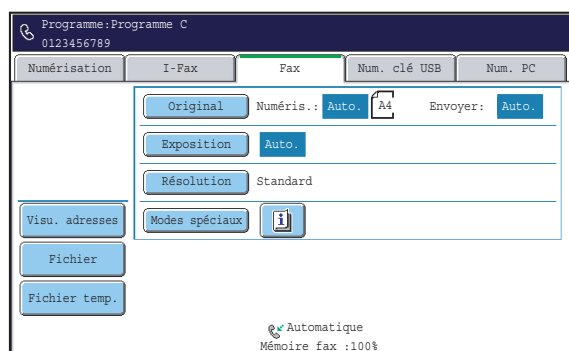 Programme:Programme C
0123456789
Numérisation I-Fax Fax Num. clé USB Num. PC
Original Numéris.: Auto. A4 Envoyer: Auto.
Exposition Auto.
Résolution Standard
Visu. adresses Modes spéciaux
Fichier
Fichier temp.
Automatique
Mémoire fax :100%